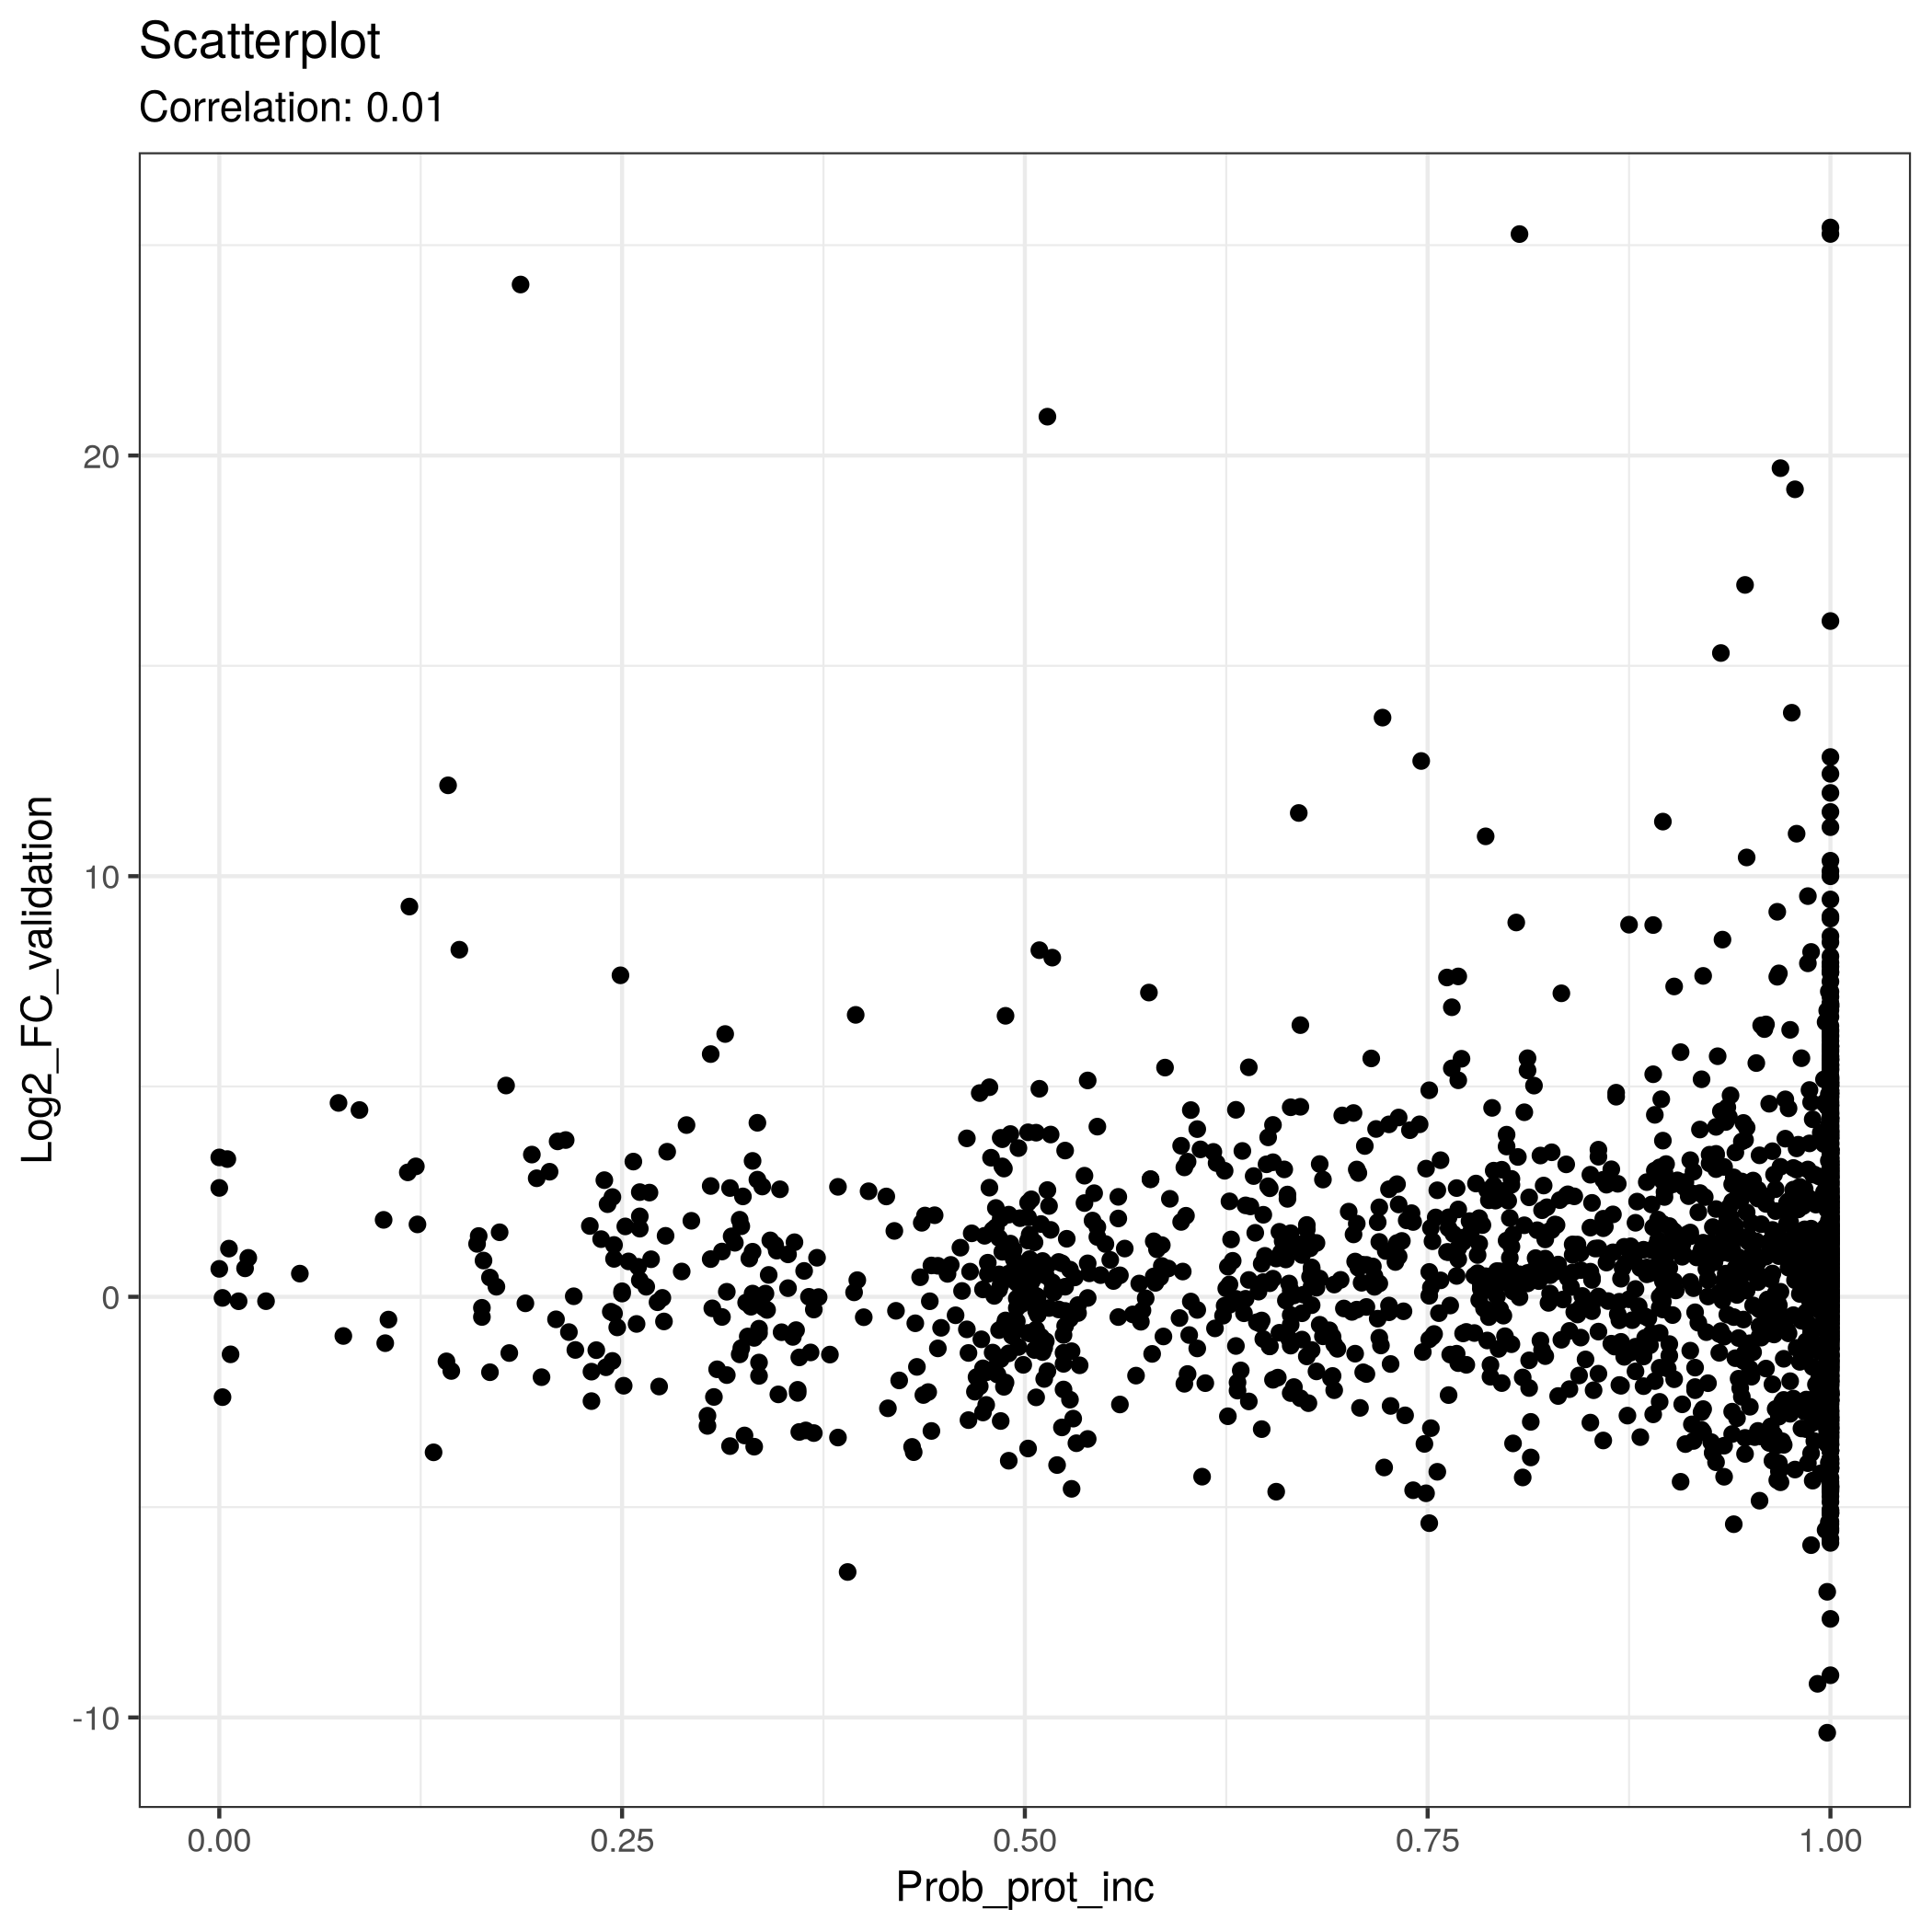 Scatterplot
Correlation: 0.01
Log2_FC_validation
20
10
0
-10
0.00 0.25 0.50 0.75 1.00
Prob_prot_inc